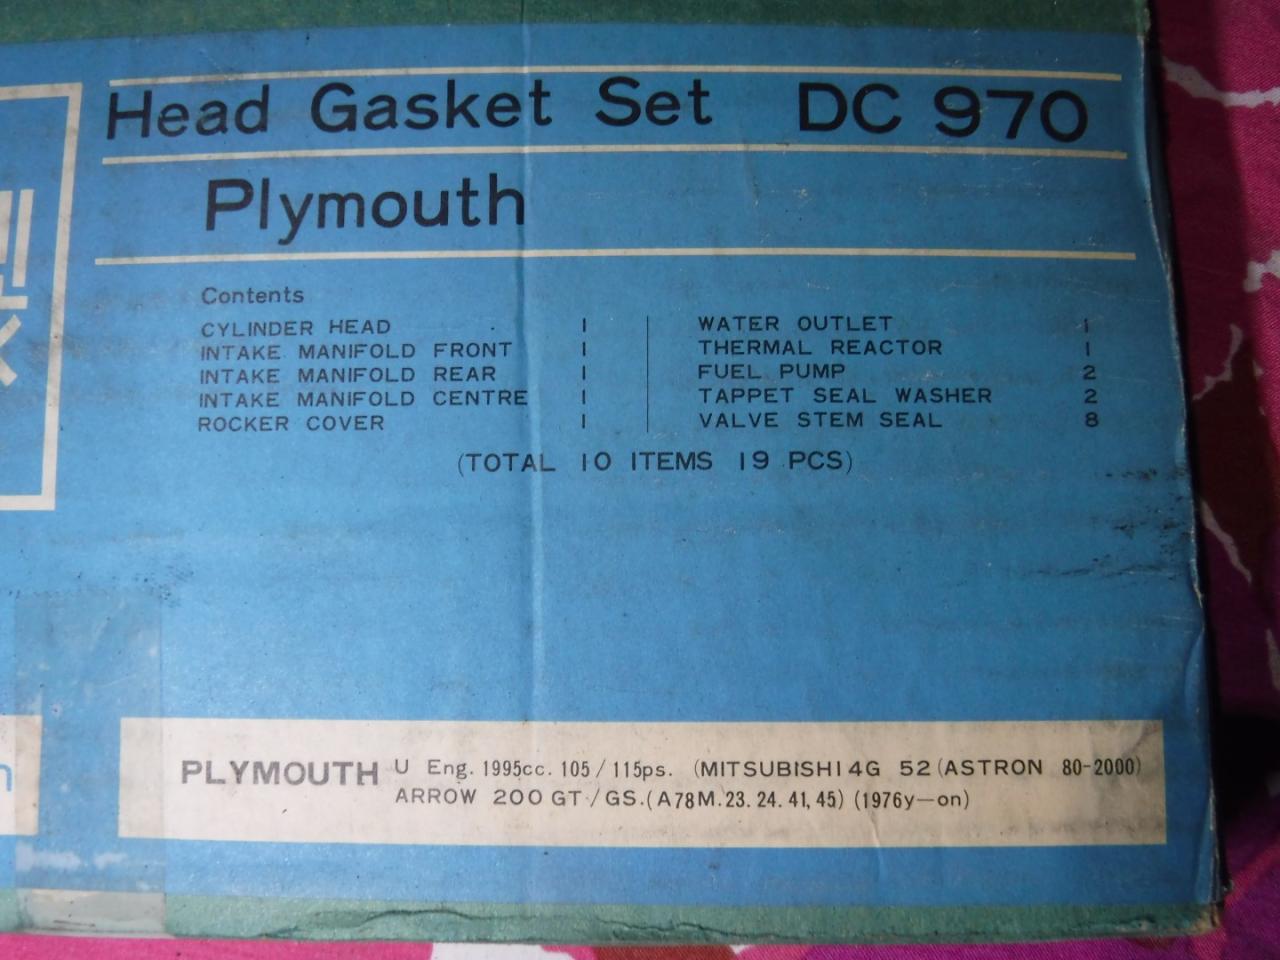 Head Gasket Set DC 970
Plymouth
Contents
CYLINDER HEAD 1
INTAKE MANIFOLD FRONT 1
INTAKE MANIFOLD REAR 1
INTAKE MANIFOLD CENTRE 1
ROCKER COVER 1
WATER OUTLET 1
THERMAL REACTOR 1
FUEL PUMP 2
TAPPET SEAL WASHER 2
VALVE STEM SEAL 8
(TOTAL 10 ITEMS 19 PCS)
PLYMOUTH U Eng. 1995cc. 105/115ps. (MITSUBISHI 4G 52 (ASTRON 80-2000)
ARROW 200 GT/GS. (A78M. 23. 24. 41, 45) (1976y—on)